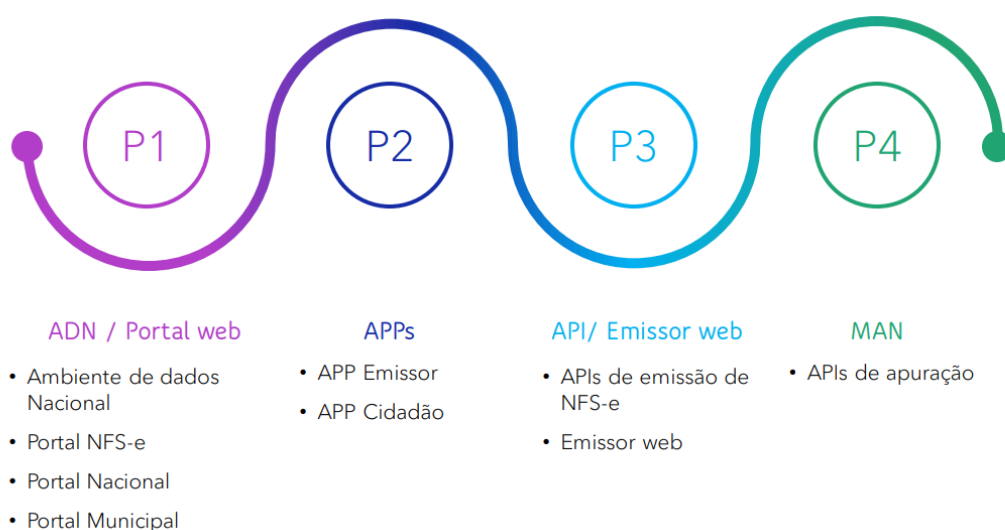 P1
P2
P3
P4
ADN / Portal web
• Ambiente de dados
Nacional
• Portal NFS-e
• Portal Nacional
• Portal Municipal
APPs
• APP Emissor
• APP Cidadão
API/ Emissor web
• APIs de emissão de
NFS-e
• Emissor web
MAN
• APIs de apuração